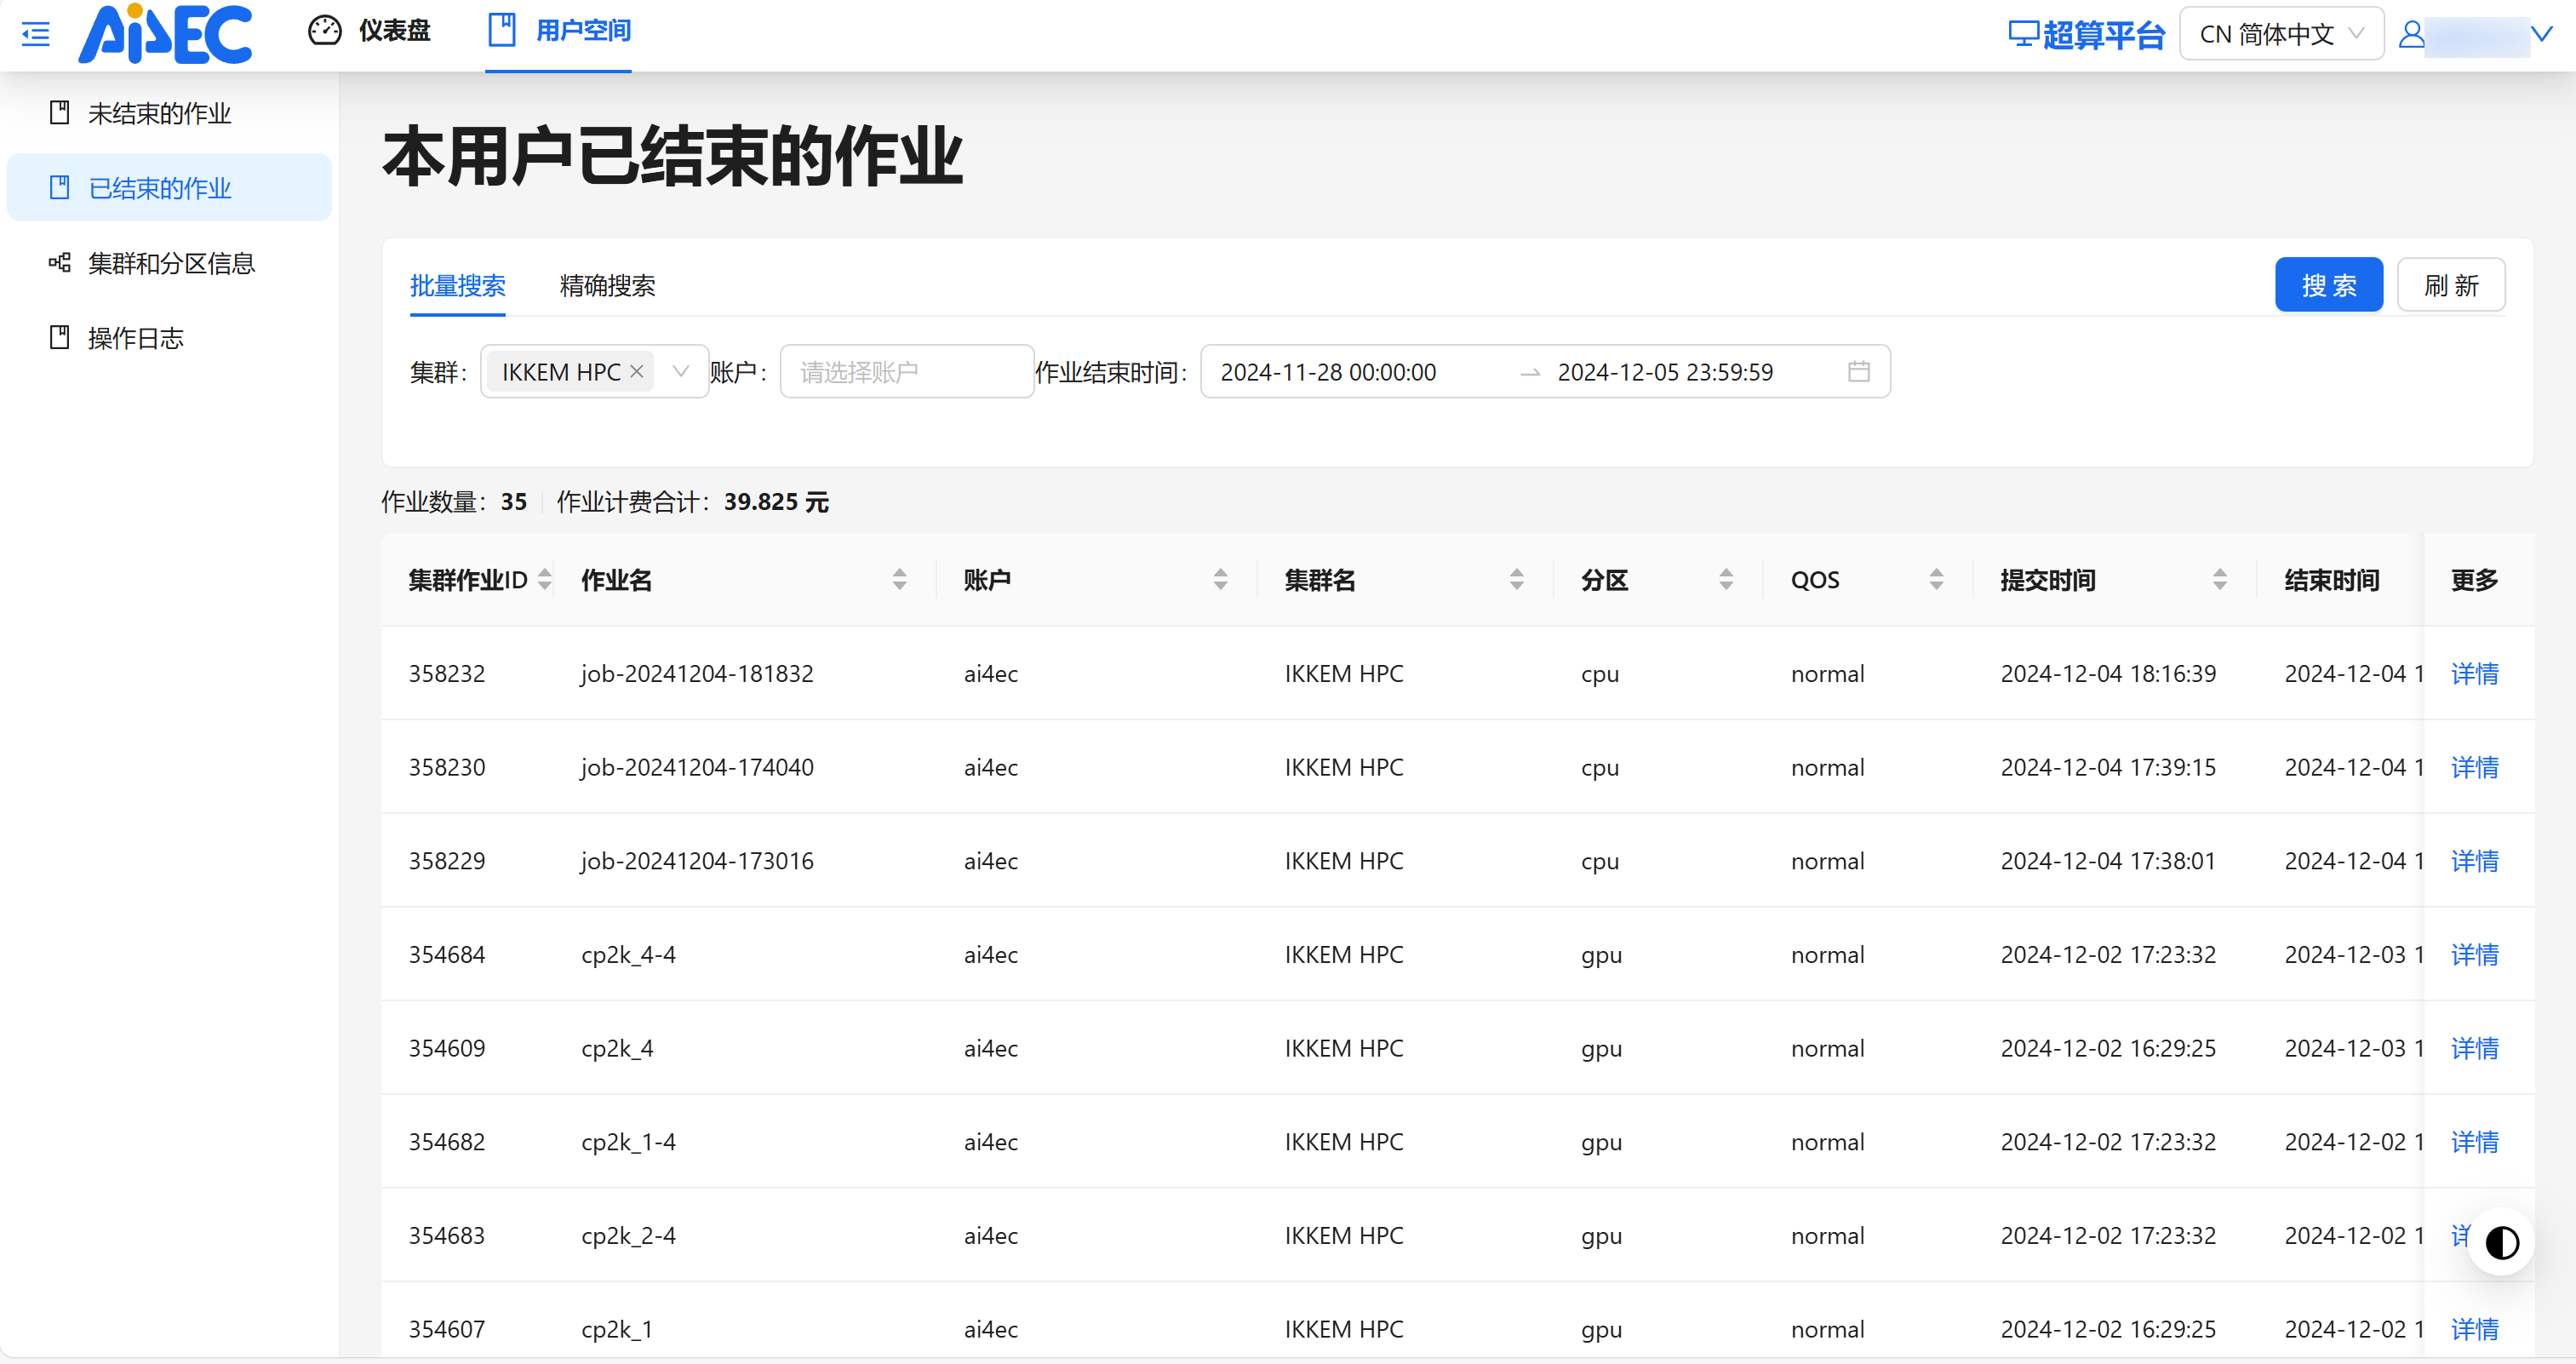 Ai4EC 仪表盘 用户空间 超算平台 CN 简体中文
未结束的作业
已结束的作业
集群和分区信息
操作日志
本用户已结束的作业
批量搜索 精确搜索 搜 索 刷 新
集群： IKKEM HPC 账户： 请选择账户 作业结束时间： 2024-11-28 00:00:00 2024-12-05 23:59:59
作业数量： 35 作业计费合计： 39.825 元
集群作业ID 作业名 账户 集群名 分区 QOS 提交时间 结束时间 更多
358232 job-20241204-181832 ai4ec IKKEM HPC cpu normal 2024-12-04 18:16:39 2024-12-04 1 详情
358230 job-20241204-174040 ai4ec IKKEM HPC cpu normal 2024-12-04 17:39:15 2024-12-04 1 详情
358229 job-20241204-173016 ai4ec IKKEM HPC cpu normal 2024-12-04 17:38:01 2024-12-04 1 详情
354684 cp2k_4-4 ai4ec IKKEM HPC gpu normal 2024-12-02 17:23:32 2024-12-03 1 详情
354609 cp2k_4 ai4ec IKKEM HPC gpu normal 2024-12-02 16:29:25 2024-12-03 1 详情
354682 cp2k_1-4 ai4ec IKKEM HPC gpu normal 2024-12-02 17:23:32 2024-12-02 1 详情
354683 cp2k_2-4 ai4ec IKKEM HPC gpu normal 2024-12-02 17:23:32 2024-12-02 1 详
354607 cp2k_1 ai4ec IKKEM HPC gpu normal 2024-12-02 16:29:25 2024-12-02 1 详情